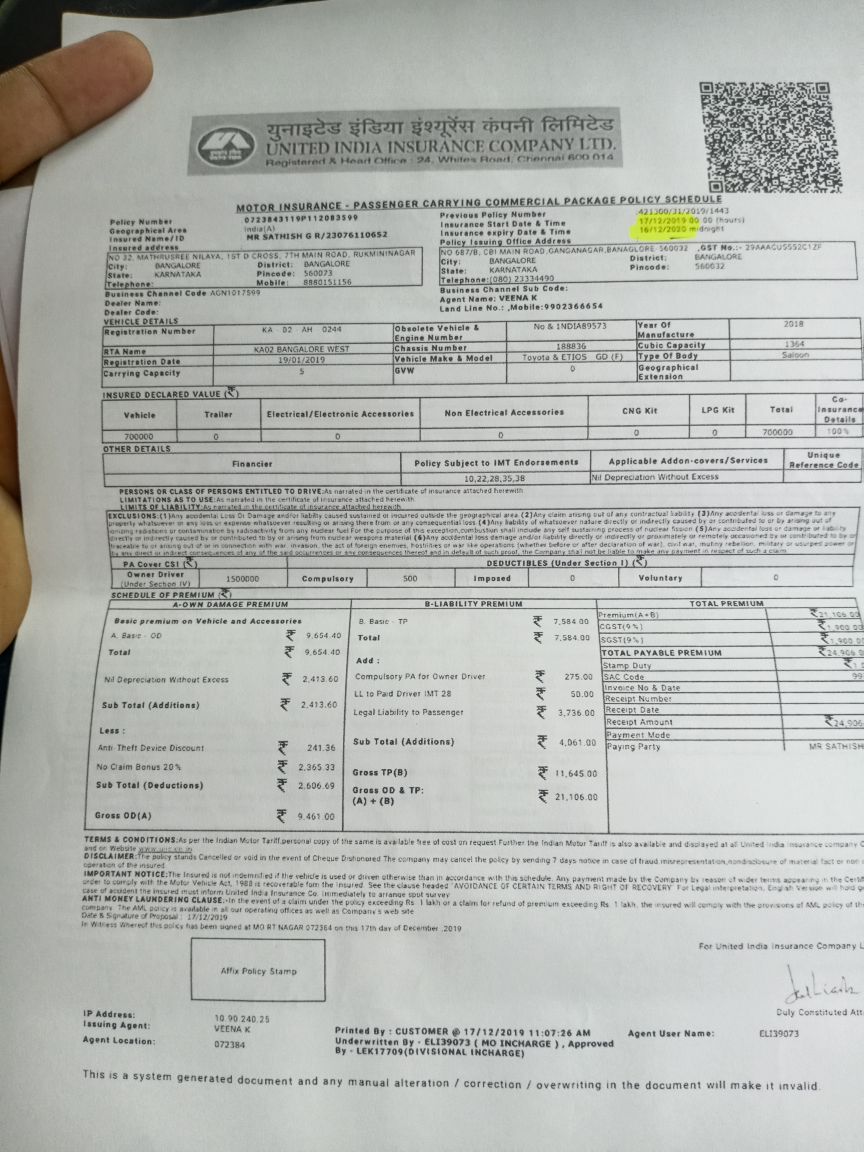 युनाइटेड इंडिया इंश्योरेंस कंपनी लिमिटेड
UNITED INDIA INSURANCE COMPANY LTD.
Registered & Head Office : 24, Whites Road, Chennai 600 014
MOTOR INSURANCE - PASSENGER CARRYING COMMERCIAL PACKAGE POLICY SCHEDULE
Policy Number 0723843119P112083599
Geographical Area India(A)
Insured Name/ID MR SATHISH G R/23076110652
Insured address
NO 32, MATHRUSREE NILAYA, 1ST D CROSS, 7TH MAIN ROAD, RUKMININAGAR
City: BANGALORE District: BANGALORE
State: KARNATAKA Pincode: 560073
Telephone: Mobile: 8880151156
Business Channel Code AGN1017599
Dealer Name:
Dealer Code:
Previous Policy Number :421300/31/2019/1443
Insurance Start Date & Time 17/12/2019 00:00 (hours)
Insurance expiry Date & Time 16/12/2020 midnight
Policy Issuing Office Address
NO 687/B, CBI MAIN ROAD,GANGANAGAR,BANAGLORE 560032 ,GST No.:- 29AAACU5552C1ZF
City: BANGALORE District: BANGALORE
State: KARNATAKA Pincode: 560032
Telephone:(080) 23334490
Business Channel Sub Code:
Agent Name: VEENA K
Land Line No.: ,Mobile:9902366654
VEHICLE DETAILS
Registration Number KA - 02 - AH - 0244 Obsolete Vehicle & Engine Number No & 1NDIA89573 Year Of Manufacture 2018
RTA Name KA02 BANGALORE WEST Chassis Number 188836 Cubic Capacity 1364
Registration Date 19/01/2019 Vehicle Make & Model Toyota & ETIOS GD (F) Type Of Body Saloon
Carrying Capacity 5 GVW 0 Geographical Extension
INSURED DECLARED VALUE (₹)
Vehicle Trailer Electrical/Electronic Accessories Non Electrical Accessories CNG Kit LPG Kit Total Co-Insurance Details
700000 0 0 0 0 0 700000 100%
OTHER DETAILS
Financier Policy Subject to IMT Endorsements Applicable Addon-covers/Services Unique Reference Code
10,22,28,35,38 Nil Depreciation Without Excess
PERSONS OR CLASS OF PERSONS ENTITLED TO DRIVE:As narrated in the certificate of insurance attached herewith
LIMITATIONS AS TO USE:As narrated in the certificate of insurance attached herewith
LIMITS OF LIABILITY:As narrated in the certificate of insurance attached herewith
EXCLUSIONS:(1)Any accidental Loss Or Damage and/or liability caused sustained or incurred outside the geographical area (2)Any claim arising out of any contractual liability (3)Any accidental loss or damage to any
property whatsoever or any loss or expense whatsoever resulting or arising there from or any consequential loss (4)Any liability of whatsoever nature directly or indirectly caused by or contributed to by or arising out of
ionising radiations or contamination by radioactivity from any nuclear fuel For the purpose of this exception,combustion shall include any self sustaining process of nuclear fission (5)Any accidental loss or damage or liability
directly or indirectly caused by or contributed to by or arising from nuclear weapons material (6)Any accidental loss damage and/or liability directly or indirectly or proximately or remotely occasioned by or contributed to by or
traceable to or arising out of or in connection with war, invasion, the act of foreign enemies, hostilities or war like operations (whether before or after declaration of war), civil war, mutiny rebellion, military or usurped power or
by any direct or indirect consequences of any of the said occurrences or any consequences thereof and in default of such proof, the Company shall not be liable to make any payment in respect of such a claim
PA Cover CSI (₹) DEDUCTIBLES (Under Section I) (₹)
Owner Driver (Under Section IV) 1500000 Compulsory 500 Imposed 0 Voluntary 0
SCHEDULE OF PREMIUM (₹)
A-OWN DAMAGE PREMIUM B-LIABILITY PREMIUM TOTAL PREMIUM
Basic premium on Vehicle and Accessories
A. Basic - OD ₹ 9,654.40
Total ₹ 9,654.40
Nil Depreciation Without Excess ₹ 2,413.60
Sub Total (Additions) ₹ 2,413.60
Less :
Anti Theft Device Discount ₹ 241.36
No Claim Bonus 20% ₹ 2,365.33
Sub Total (Deductions) ₹ 2,606.69
Gross OD(A) ₹ 9,461.00
B. Basic - TP ₹ 7,584.00
Total ₹ 7,584.00
Add :
Compulsory PA for Owner Driver ₹ 275.00
LL to Paid Driver IMT 28 ₹ 50.00
Legal Liability to Passenger ₹ 3,736.00
Sub Total (Additions) ₹ 4,061.00
Gross TP(B) ₹ 11,645.00
Gross OD & TP: (A) + (B) ₹ 21,106.00
Premium(A+B) ₹21,106.00
CGST(9%) ₹1,900.00
SGST(9%) ₹1,900.00
TOTAL PAYABLE PREMIUM ₹24,906.0
Stamp Duty ₹1.0
SAC Code 99
Invoice No & Date
Receipt Number
Receipt Date
Receipt Amount ₹24,906
Payment Mode
Paying Party MR SATHISH
TERMS & CONDITIONS:As per the Indian Motor Tariff,personal copy of the same is available free of cost on request Further the Indian Motor Tariff is also available and displayed at all United India Insurance company
and on Website www.uiic.co.in
DISCLAIMER:The policy stands Cancelled or void in the event of Cheque Dishonored The company may cancel the policy by sending 7 days notice in case of fraud,misrepresentation,nondisclosure of material fact or non
operation of the insured.
IMPORTANT NOTICE:The Insured is not indemnified if the vehicle is used or driven otherwise than in accordance with this schedule. Any payment made by the Company by reason of wider terms appearing in the Certif
order to comply with the Motor Vehicle Act, 1988 is recoverable fom the Insured. See the clause headed 'AVOIDANCE OF CERTAIN TERMS AND RIGHT OF RECOVERY' For Legal interpretation, English Version will hold g
case of accident the Insured must inform United India Insurance Co. Immediately to arrange spot survey
ANTI MONEY LAUNDERING CLAUSE:-In the event of a claim under the policy exceeding Rs. 1 lakh or a claim for refund of premium exceeding Rs. 1 lakh, the insured will comply with the provisions of AML policy of the
company. The AML policy is available in all our operating offices as well as Company's web site
Date & Signature of Proposal : 17/12/2019
In Witness Whereof this policy has been signed at MO RT NAGAR 072384 on this 17th day of December ,2019
For United India Insurance Company L
Affix Policy Stamp
Duly Constituted Att
IP Address: 10.90.240.25
Issuing Agent: VEENA K
Agent Location: 072384
Printed By : CUSTOMER @ 17/12/2019 11:07:26 AM
Underwritten By - ELI39073 ( MO INCHARGE ) , Approved
By - LEK17709(DIVISIONAL INCHARGE)
Agent User Name: ELI39073
This is a system generated document and any manual alteration / correction / overwriting in the document will make it invalid.